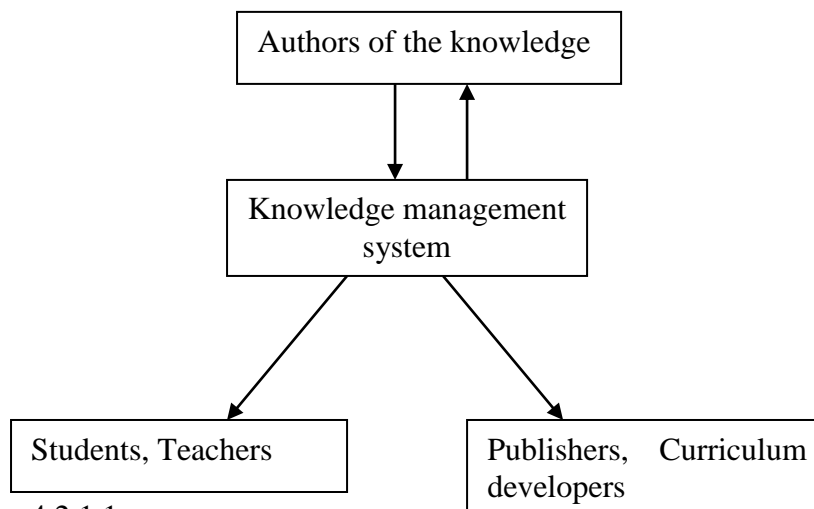 Authors of the knowledge
Knowledge management
system
Students, Teachers
Publishers, Curriculum
developers